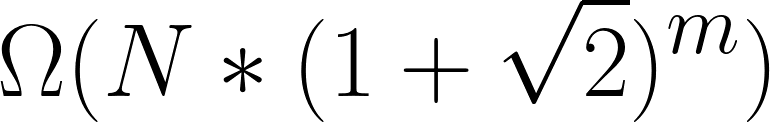 Ω(N * (1 + √2)^m)